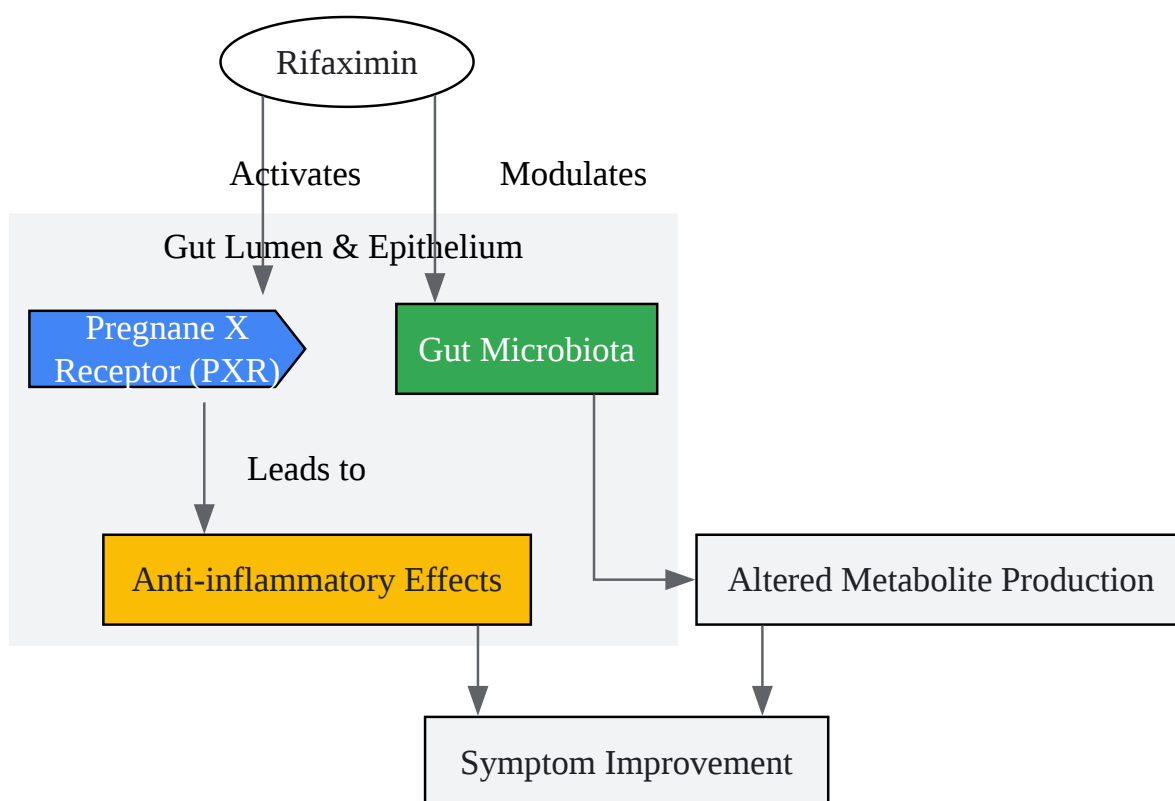 Rifaximin
Activates
Modulates
Gut Lumen & Epithelium
Pregnane X
Receptor (PXR)
Gut Microbiota
Leads to
Anti-inflammatory Effects
Altered Metabolite Production
Symptom Improvement